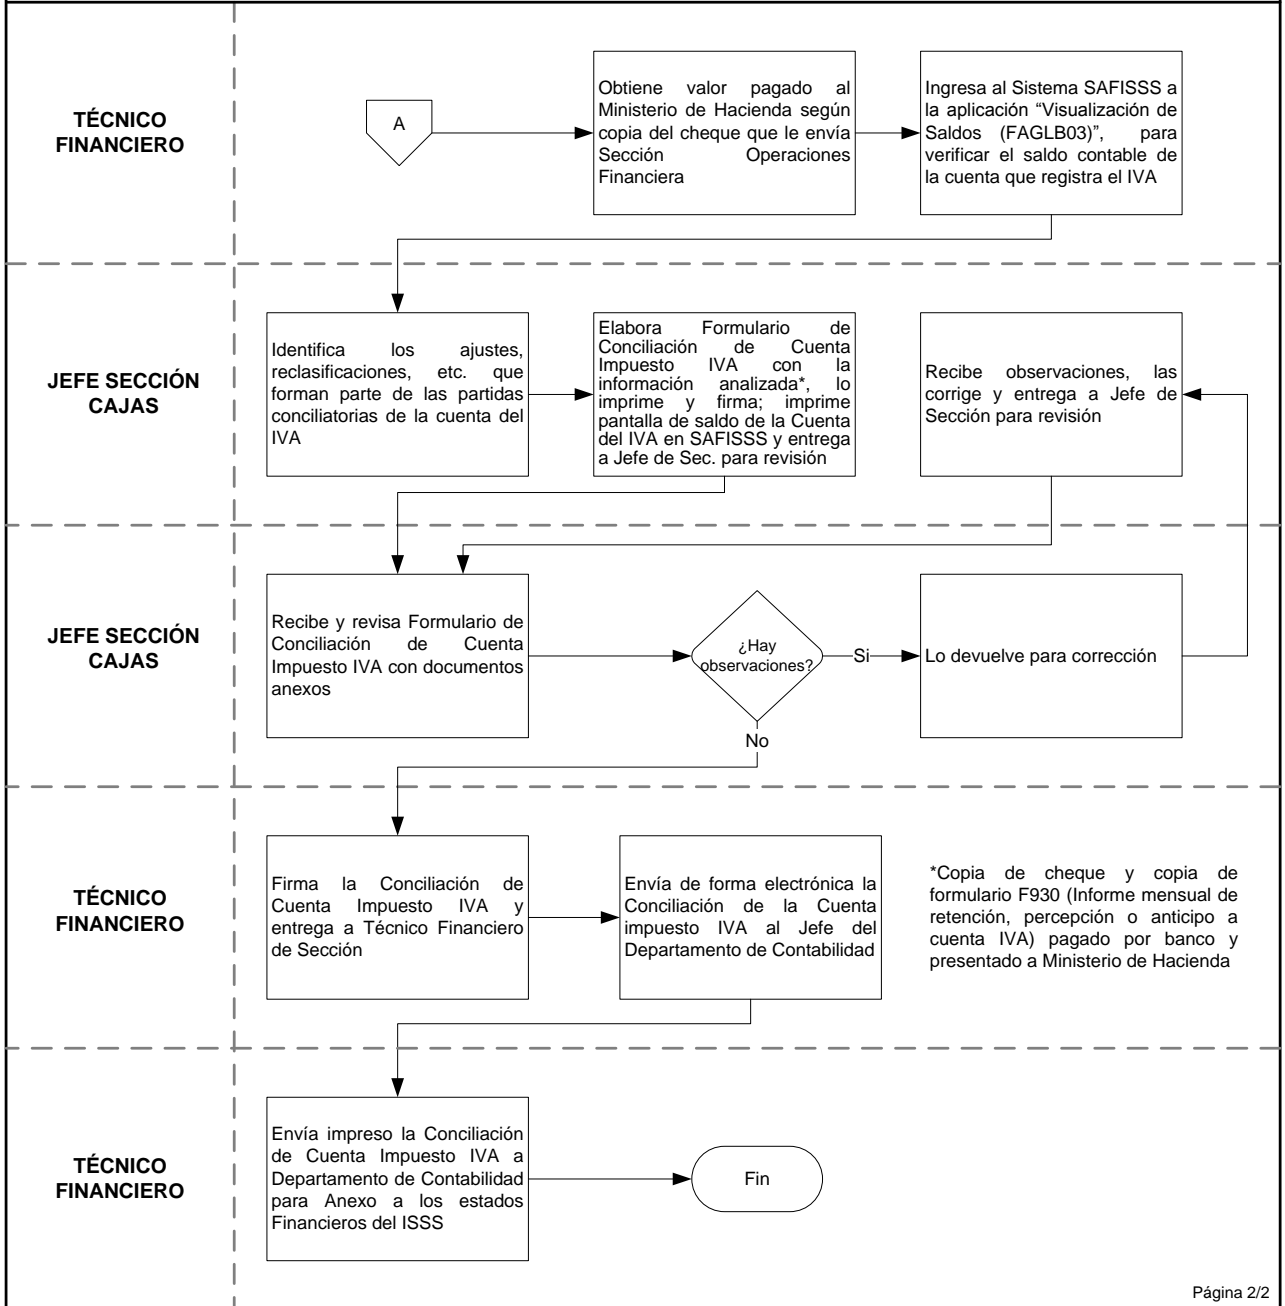 TÉCNICO
FINANCIERO
A
Obtiene valor pagado al
Ministerio de Hacienda según
copia del cheque que le envía
Sección Operaciones
Financiera
Ingresa al Sistema SAFISSS a
la aplicación “Visualización de
Saldos (FAGLB03)”, para
verificar el saldo contable de
la cuenta que registra el IVA
JEFE SECCIÓN
CAJAS
Identifica los ajustes,
reclasificaciones, etc. que
forman parte de las partidas
conciliatorias de la cuenta del
IVA
Elabora Formulario de
Conciliación de Cuenta
Impuesto IVA con la
información analizada*, lo
imprime y firma; imprime
pantalla de saldo de la Cuenta
del IVA en SAFISSS y entrega
a Jefe de Sec. para revisión
Recibe observaciones, las
corrige y entrega a Jefe de
Sección para revisión
JEFE SECCIÓN
CAJAS
Recibe y revisa Formulario de
Conciliación de Cuenta
Impuesto IVA con documentos
anexos
¿Hay
observaciones?
Si
Lo devuelve para corrección
No
TÉCNICO
FINANCIERO
Firma la Conciliación de
Cuenta Impuesto IVA y
entrega a Técnico Financiero
de Sección
Envía de forma electrónica la
Conciliación de la Cuenta
impuesto IVA al Jefe del
Departamento de Contabilidad
*Copia de cheque y copia de
formulario F930 (Informe mensual de
retención, percepción o anticipo a
cuenta IVA) pagado por banco y
presentado a Ministerio de Hacienda
TÉCNICO
FINANCIERO
Envía impreso la Conciliación
de Cuenta Impuesto IVA a
Departamento de Contabilidad
para Anexo a los estados
Financieros del ISSS
Fin
Página 2/2